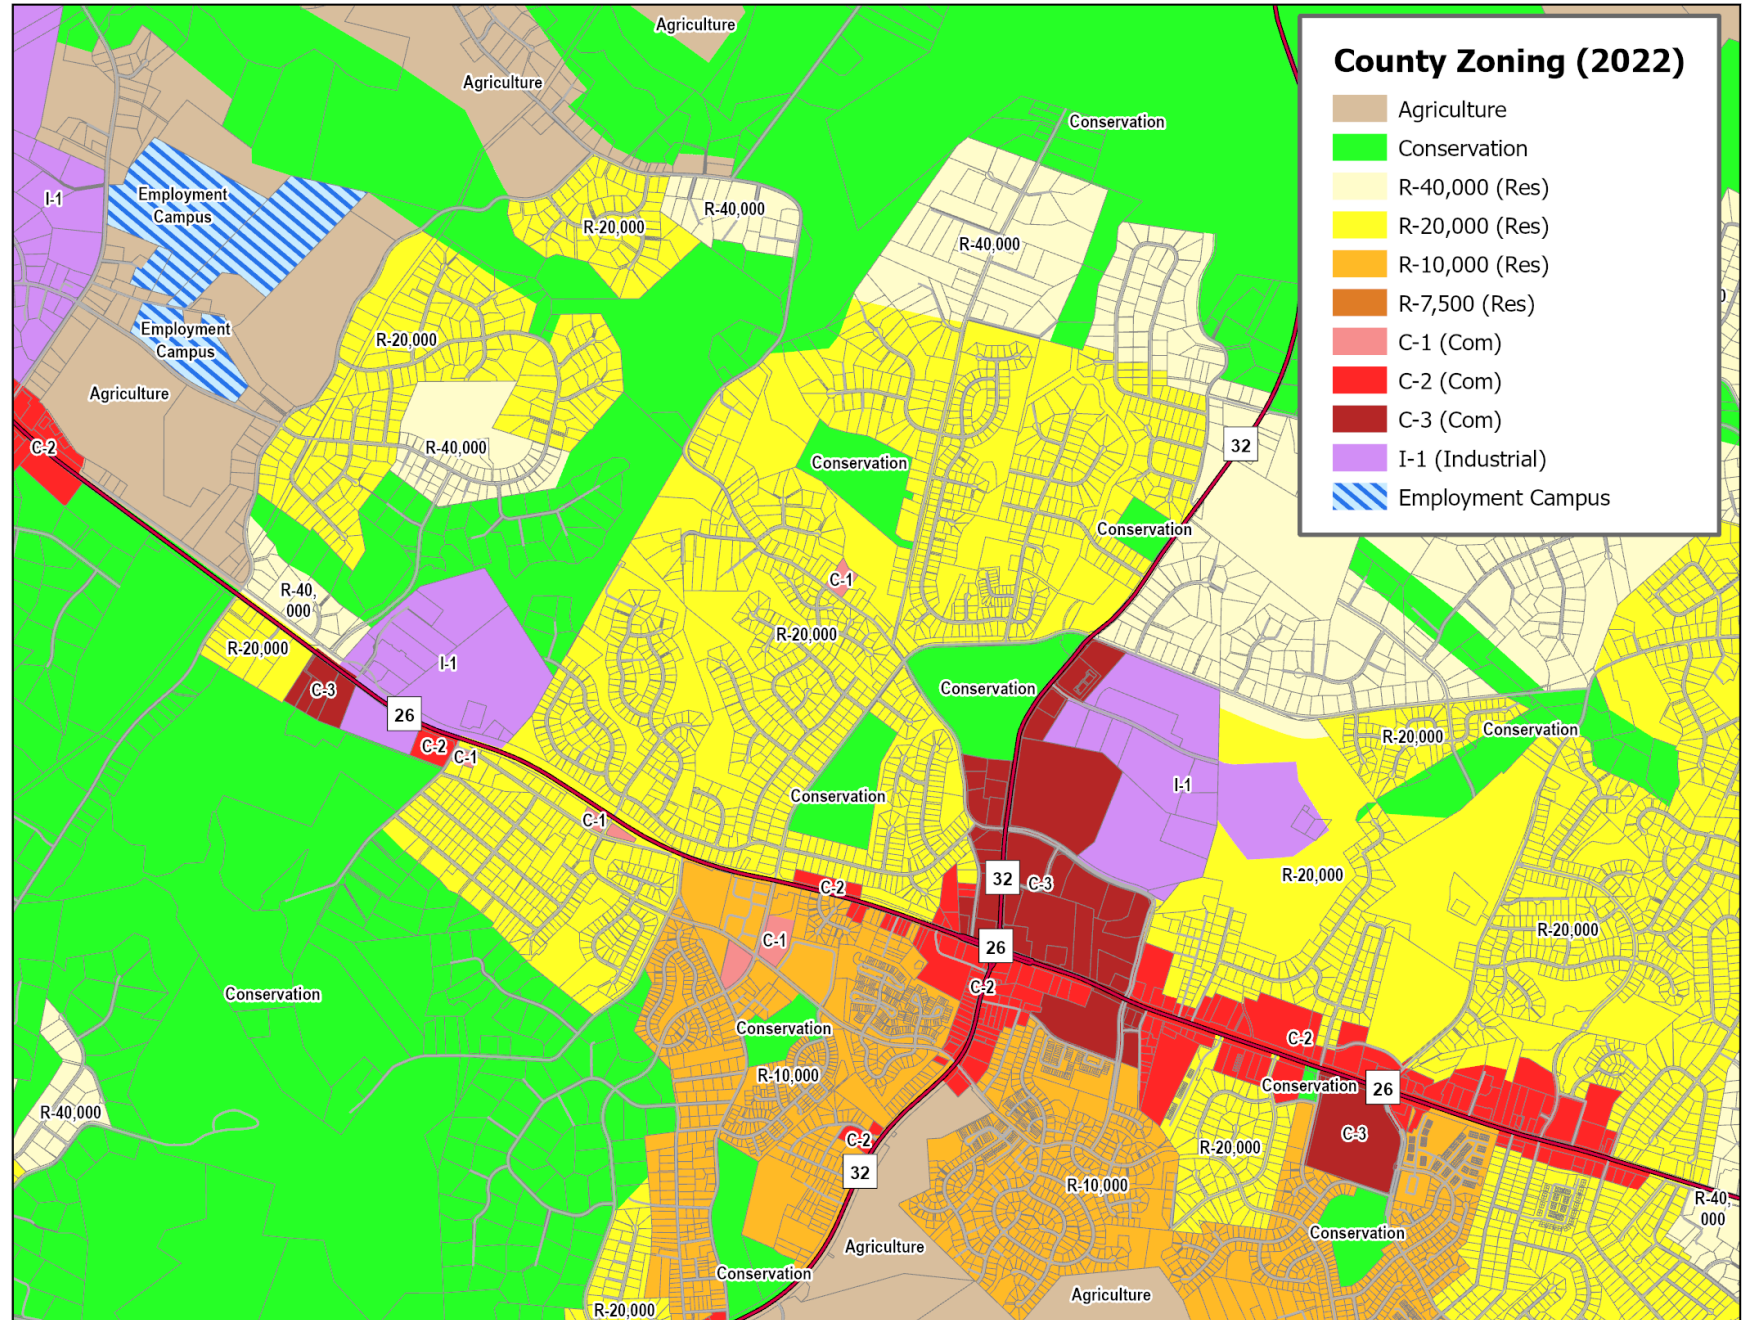 County Zoning (2022)
Agriculture
Conservation
R-40,000 (Res)
R-20,000 (Res)
R-10,000 (Res)
R-7,500 (Res)
C-1 (Com)
C-2 (Com)
C-3 (Com)
I-1 (Industrial)
Employment Campus
Agriculture
Agriculture
Conservation
I-1
Employment
Campus
R-40,000
R-20,000
R-40,000
Employment
Campus
R-20,000
Agriculture
C-2
R-40,000
32
Conservation
Conservation
C-1
R-40,
000
R-20,000
R-20,000
I-1
C-3
Conservation
26
C-2
C-1
R-20,000
Conservation
I-1
Conservation
C-1
R-20,000
C-2
32
C-3
R-20,000
C-1
26
C-2
Conservation
Conservation
C-2
R-10,000
Conservation
26
R-40,000
C-2
R-20,000
C-3
32
R-10,000
R-40,
000
Conservation
Agriculture
Conservation
Agriculture
R-20,000